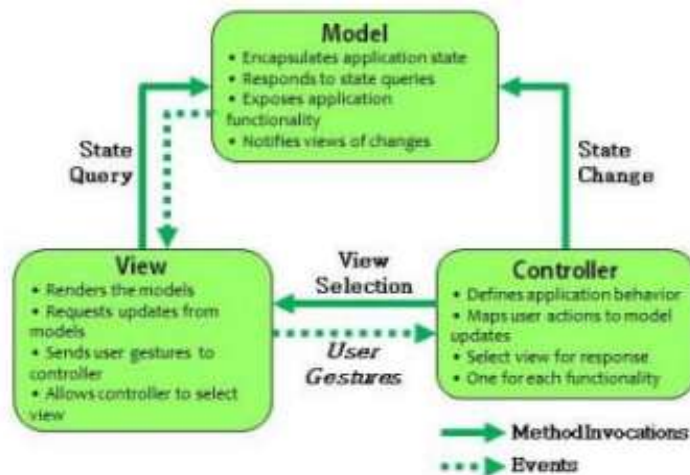 Model
• Encapsulates application state
• Responds to state queries
• Exposes application
functionality
• Notifies views of changes
State
Query
State
Change
View
• Renders the models
• Requests updates from
models
• Sends user gestures to
controller
• Allows controller to select
view
View
Selection
User
Gestures
Controller
• Defines application behavior
• Maps user actions to model
updates
• Select view for response
• One for each functionality
Method Invocations
Events